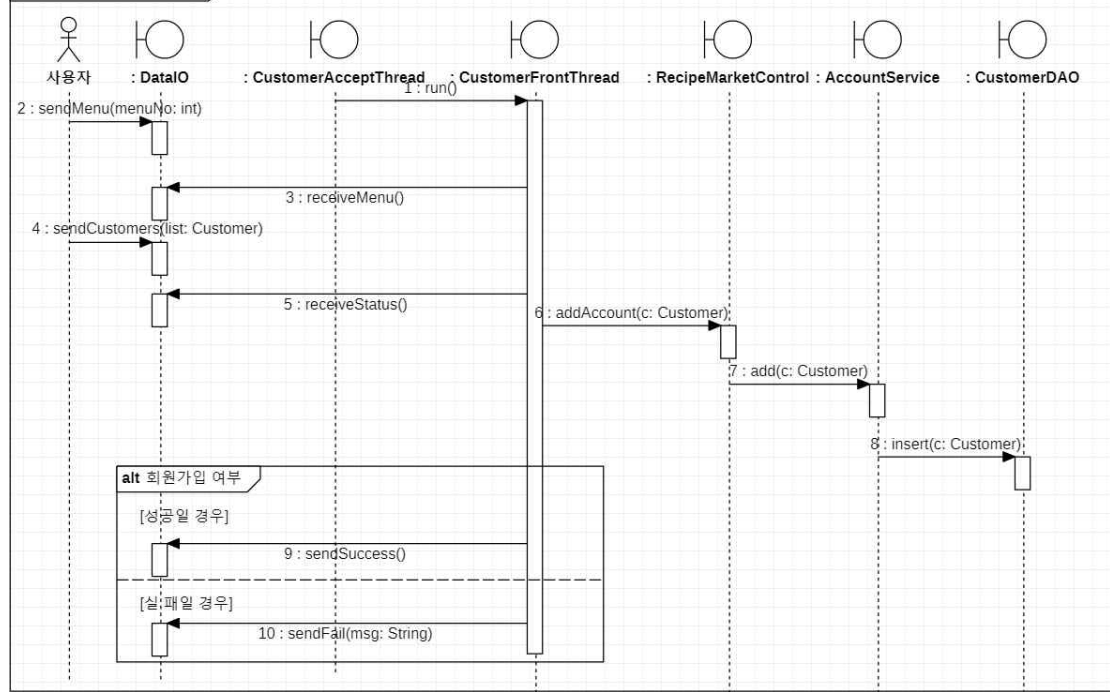 사용자
: DataIO
: CustomerAcceptThread
: CustomerFrontThread
: RecipeMarketControl
: AccountService
: CustomerDAO
1 : run()
2 : sendMenu(menuNo: int)
3 : receiveMenu()
4 : sendCustomers(list: Customer)
5 : receiveStatus()
6 : addAccount(c: Customer)
7 : add(c: Customer)
8 : insert(c: Customer)
alt 회원가입 여부
[성공일 경우]
9 : sendSuccess()
[실패일 경우]
10 : sendFail(msg: String)